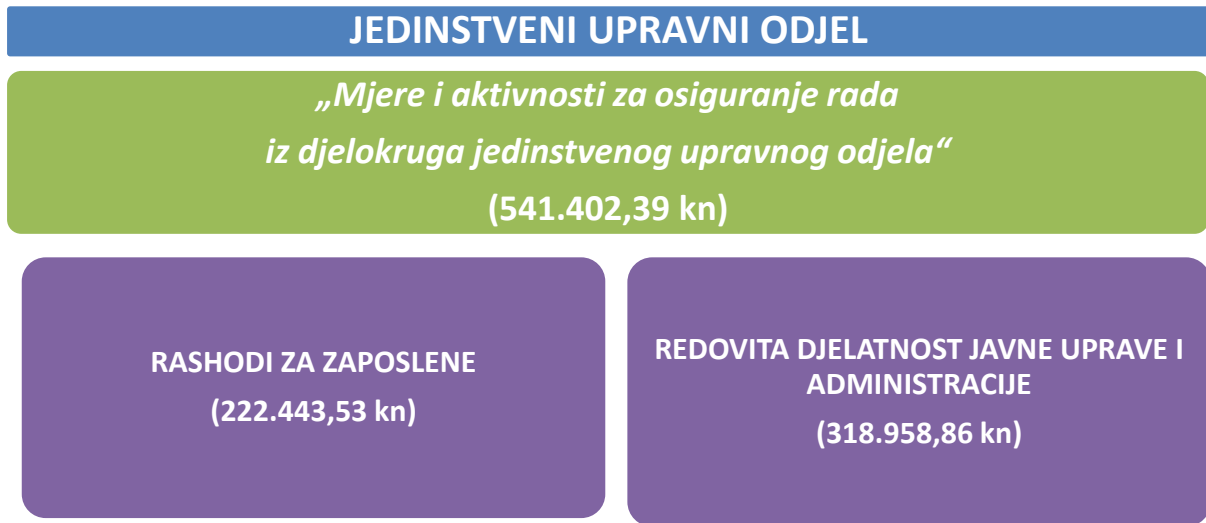 JEDINSTVENI UPRAVNI ODJEL
„Mjere i aktivnosti za osiguranje rada
iz djelokruga jedinstvenog upravnog odjela“
(541.402,39 kn)
RASHODI ZA ZAPOSLENE
(222.443,53 kn)
REDOVITA DJELATNOST JAVNE UPRAVE I
ADMINISTRACIJE
(318.958,86 kn)